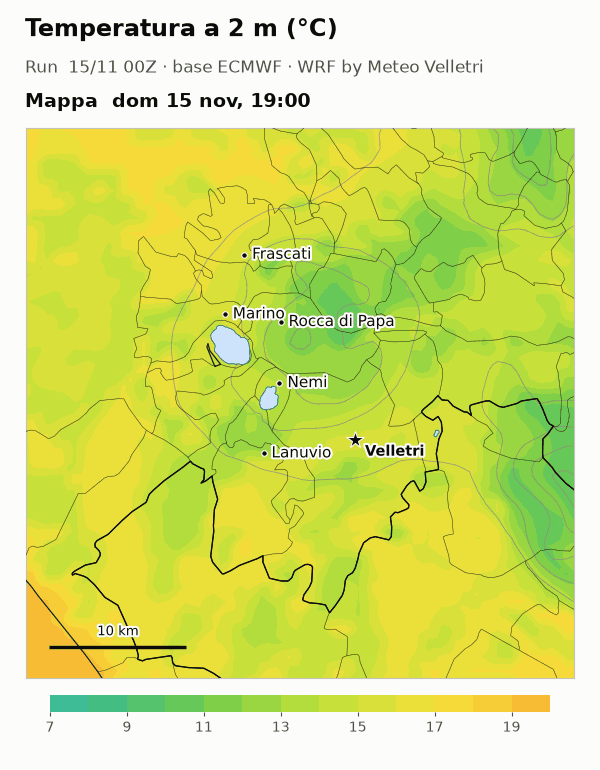 Temperatura a 2 m (°C)
Run 15/11 00Z · base ECMWF · WRF by Meteo Velletri
Mappa dom 15 nov, 19:00
Frascati
Marino
Rocca di Papa
Nemi
Velletri
Lanuvio
10 km
7 9 11 13 15 17 19